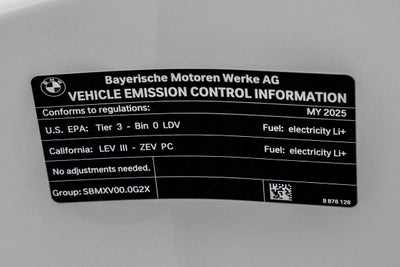 BMW
Bayerische Motoren Werke AG
VEHICLE EMISSION CONTROL INFORMATION
Conforms to regulations: MY 2025
U.S. EPA: Tier 3 - Bin 0 LDV Fuel: electricity Li+
California: LEV III - ZEV PC Fuel: electricity Li+
No adjustments needed.
Group: SBMXV00.0G2X
8 876 128